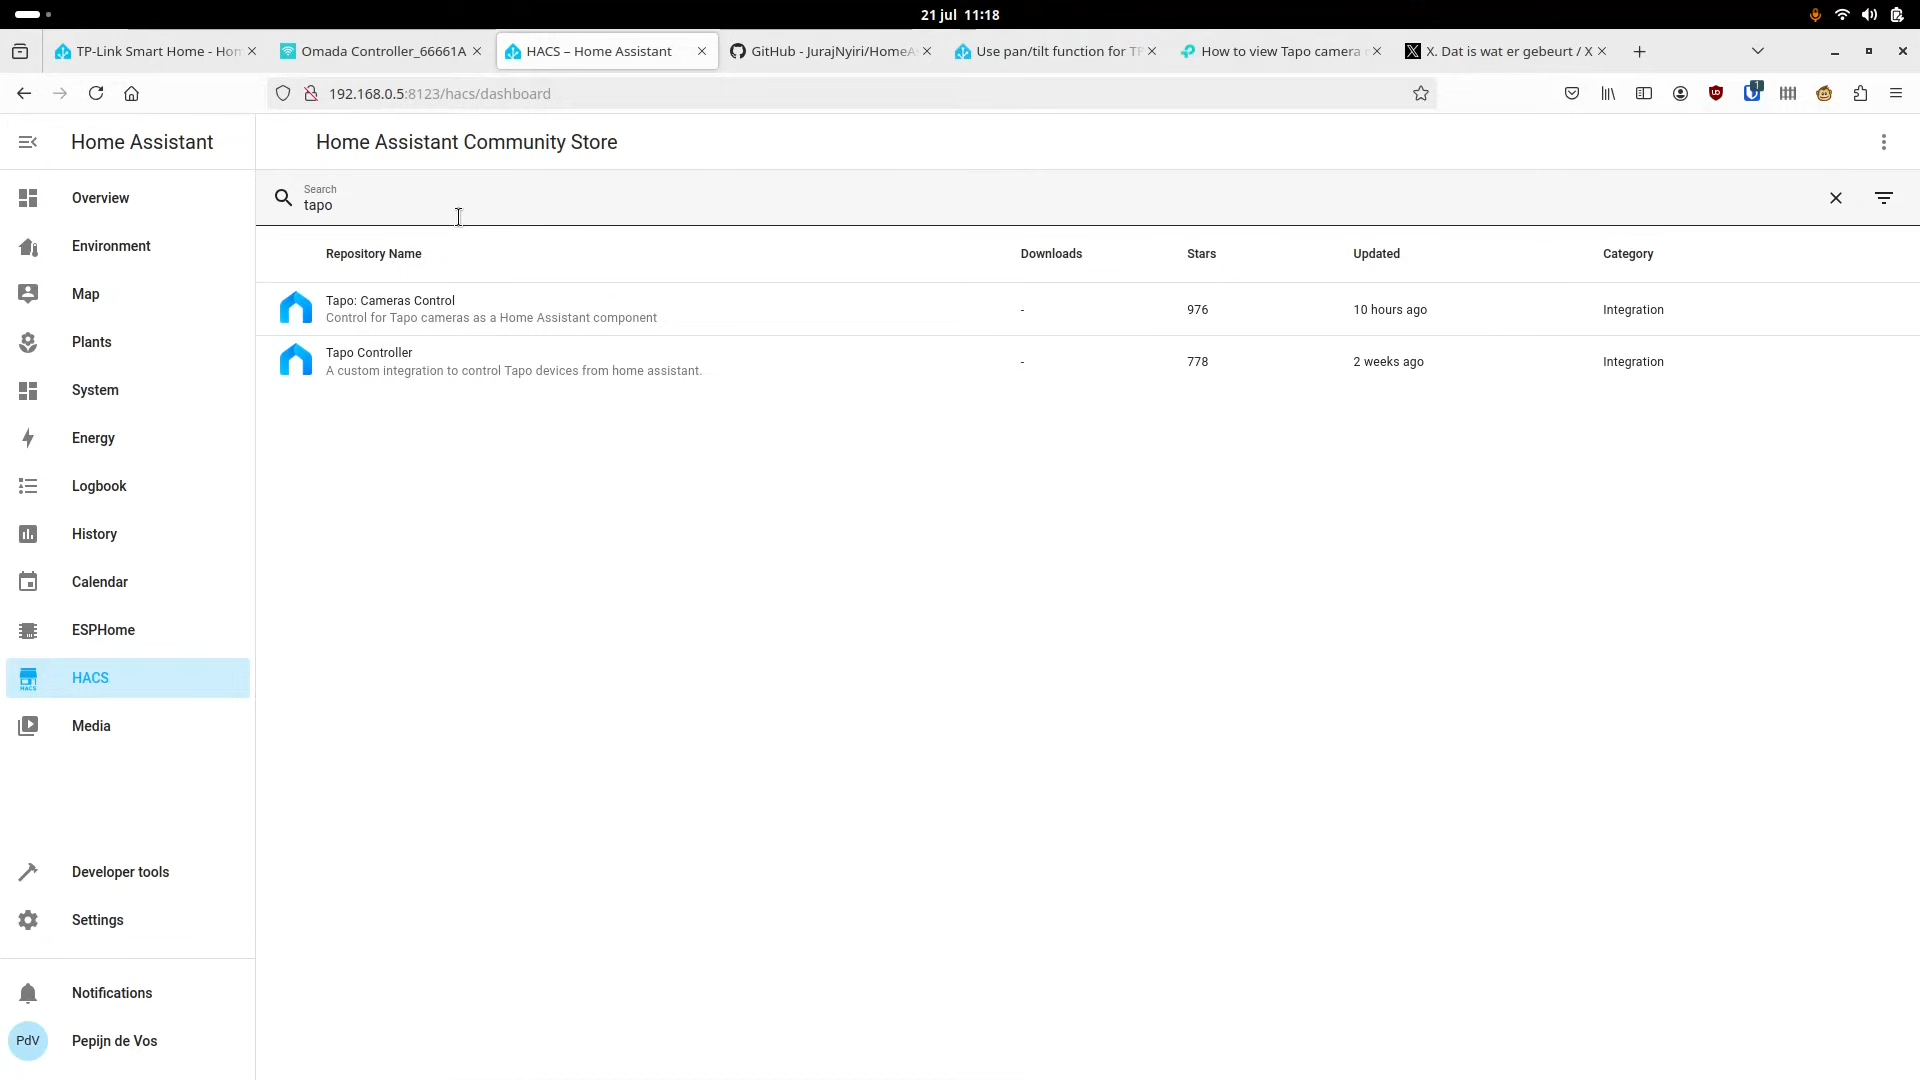 21 jul 11:18
TP-Link Smart Home - Hom
Omada Controller_66661A
HACS – Home Assistant
GitHub - JurajNyiri/HomeAs
Use pan/tilt function for TP
How to view Tapo camera o
X. Dat is wat er gebeurt / X
192.168.0.5:8123/hacs/dashboard
1
Home Assistant
Home Assistant Community Store
Overview
Environment
Map
Plants
System
Energy
Logbook
History
Calendar
ESPHome
HACS
HACS
Media
Developer tools
Settings
Notifications
PdV
Pepijn de Vos
Search
tapo
Repository Name
Downloads
Stars
Updated
Category
Tapo: Cameras Control
Control for Tapo cameras as a Home Assistant component
-
976
10 hours ago
Integration
Tapo Controller
A custom integration to control Tapo devices from home assistant.
-
778
2 weeks ago
Integration